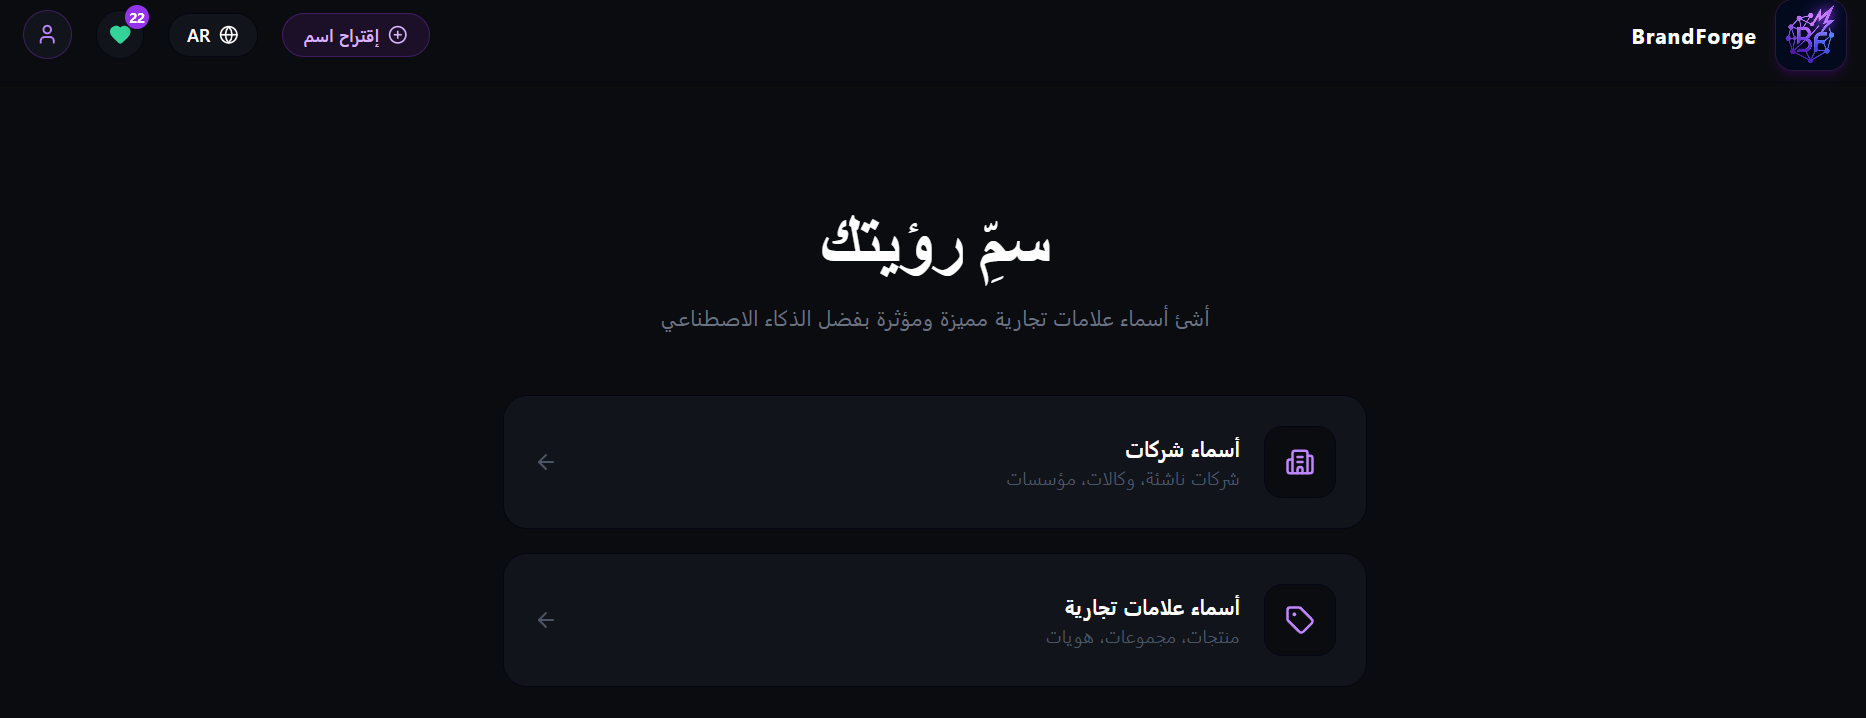 BrandForge
إقتراح اسم
AR
22
سمِّ رؤيتك
أشئ أسماء علامات تجارية مميزة ومؤثرة بفضل الذكاء الاصطناعي
أسماء شركات
شركات ناشئة، وكالات، مؤسسات
أسماء علامات تجارية
منتجات، مجموعات، هويات